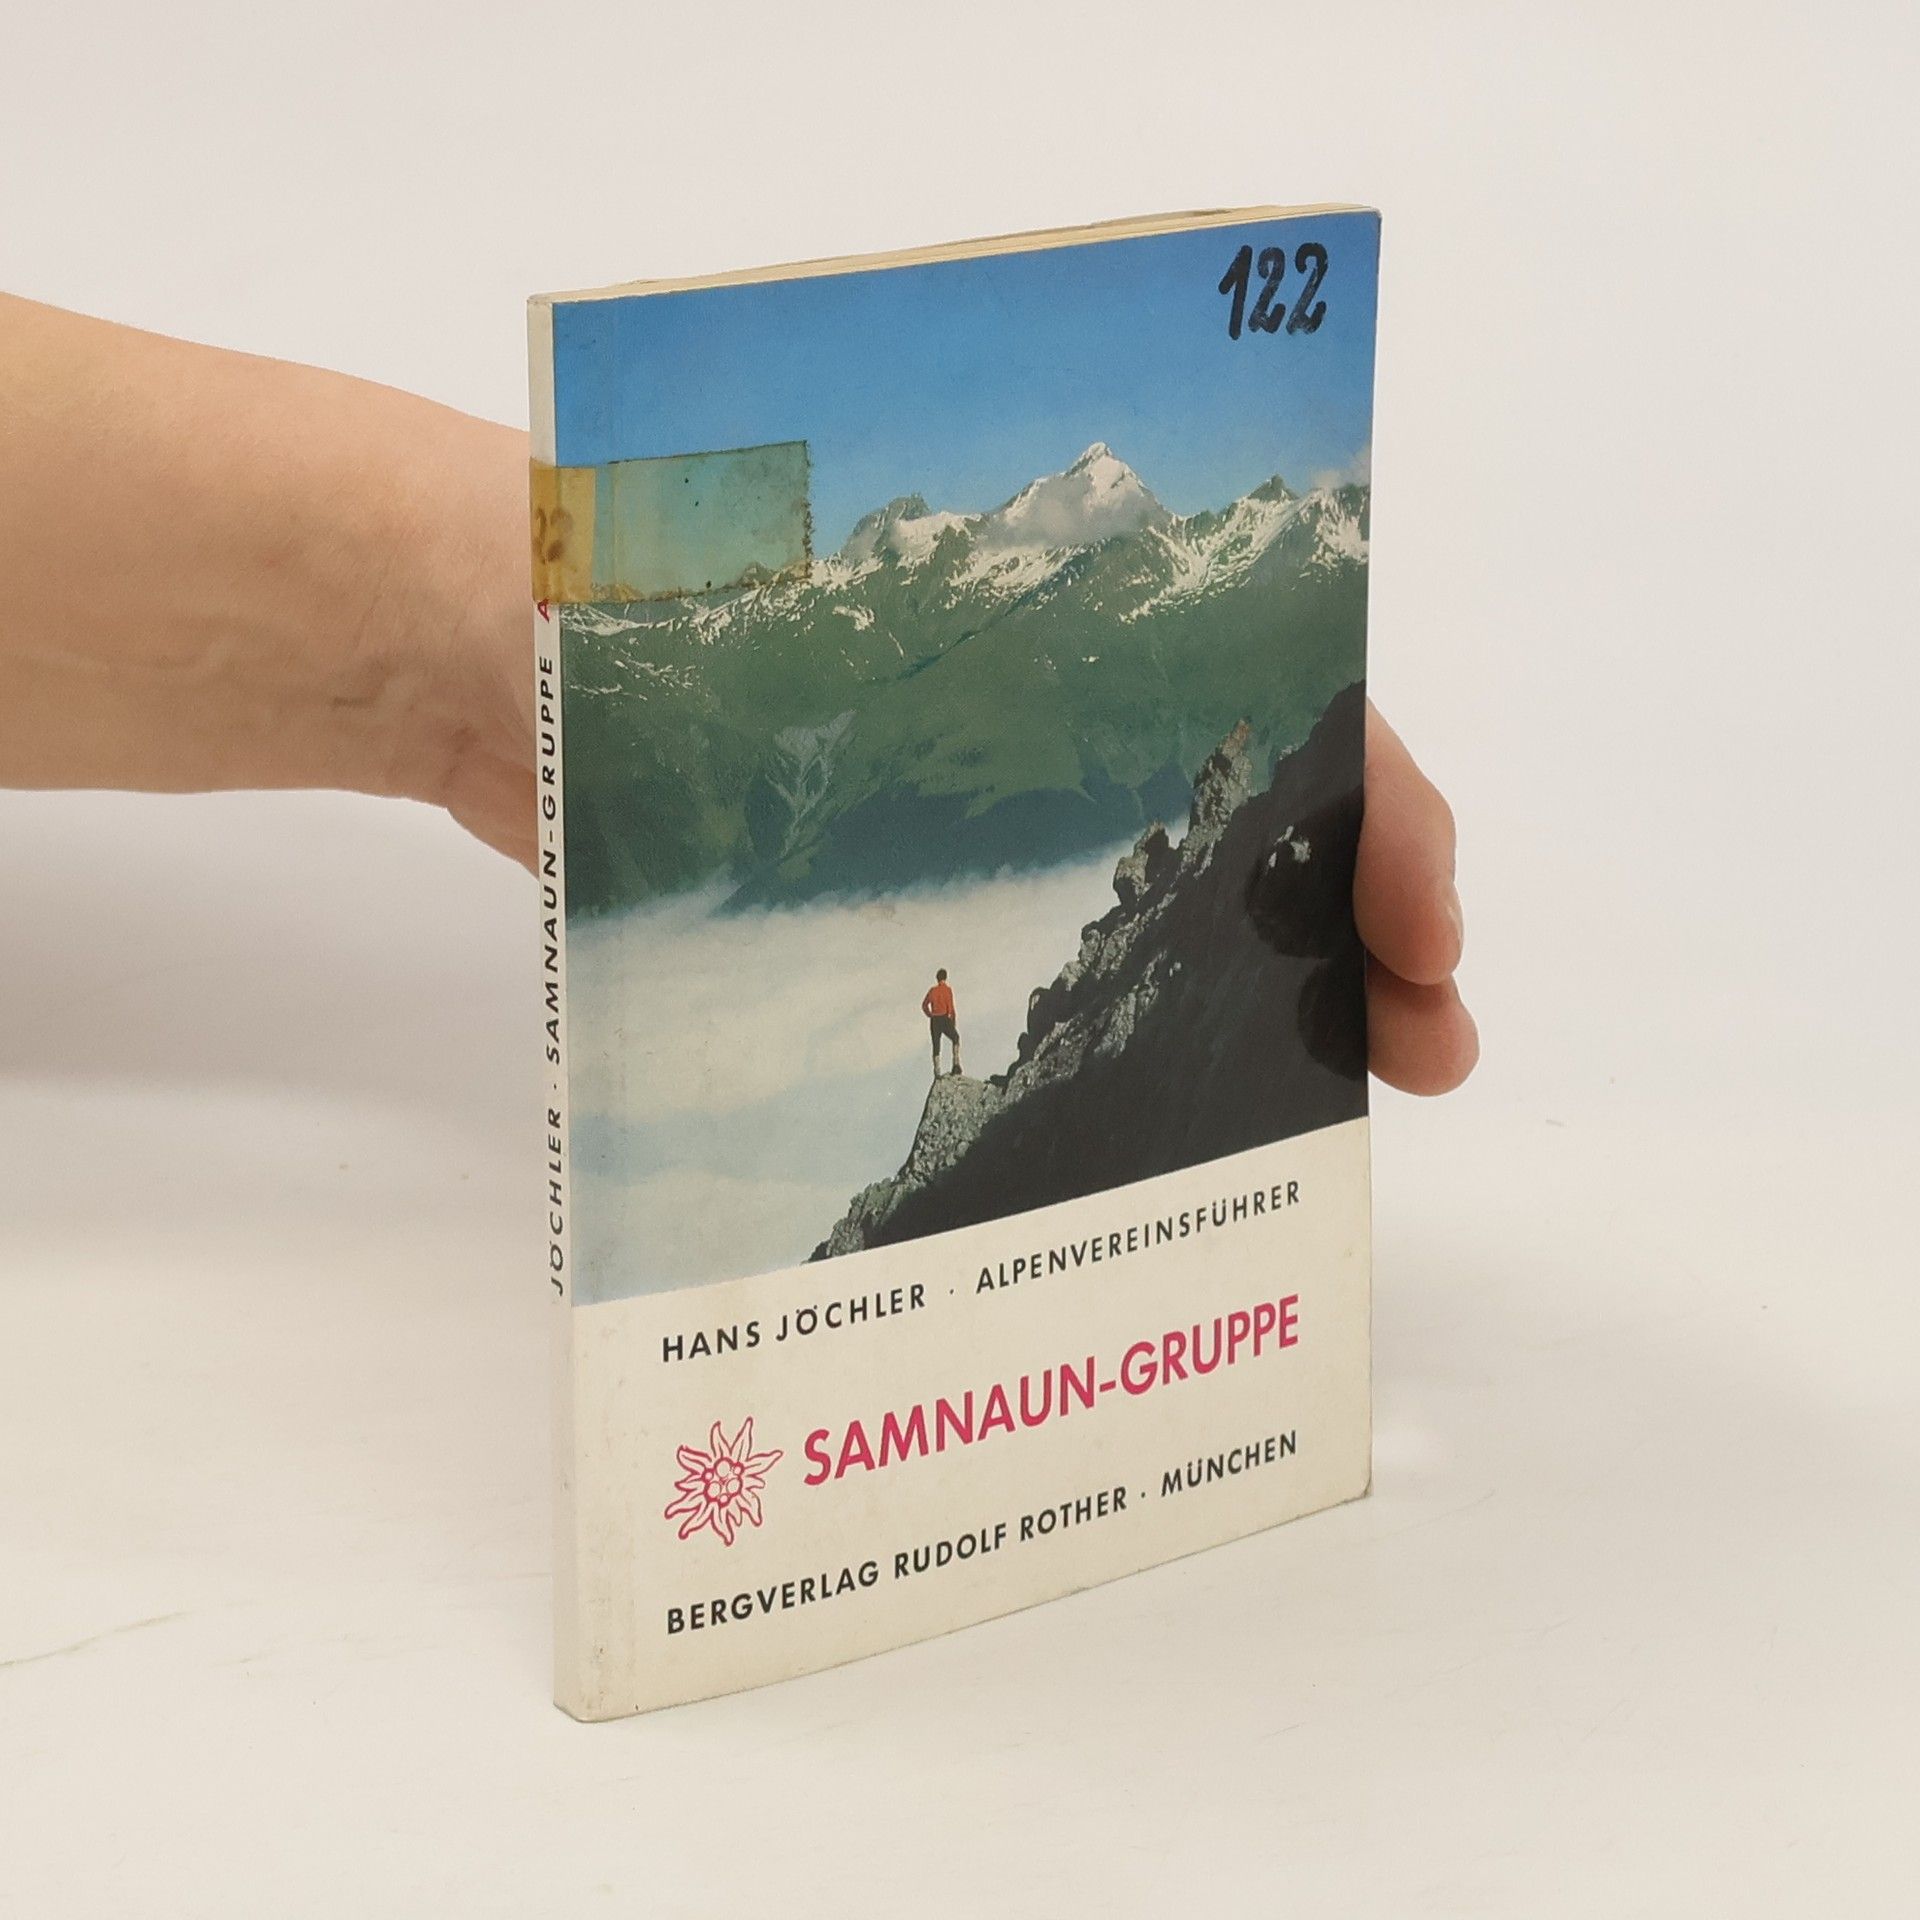 122
HANS JÖCHLER · ALPENVEREINSFÜHRER
SAMNAUN-GRUPPE
BERGVERLAG RUDOLF ROTHER · MÜNCHEN
JÖCHLER · SAMNAUN-GRUPPE